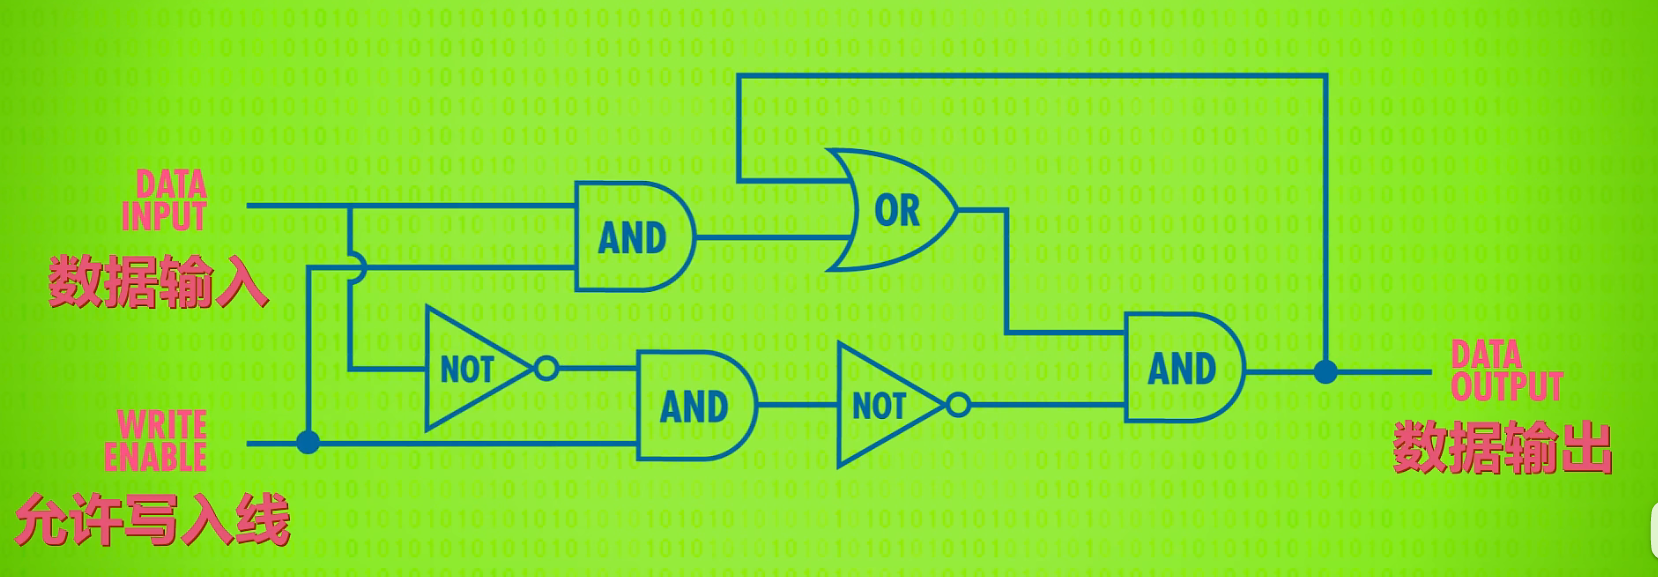 DATA
INPUT
数据输入
WRITE
ENABLE
允许写入线
AND
NOT
AND
OR
NOT
AND
DATA
OUTPUT
数据输出